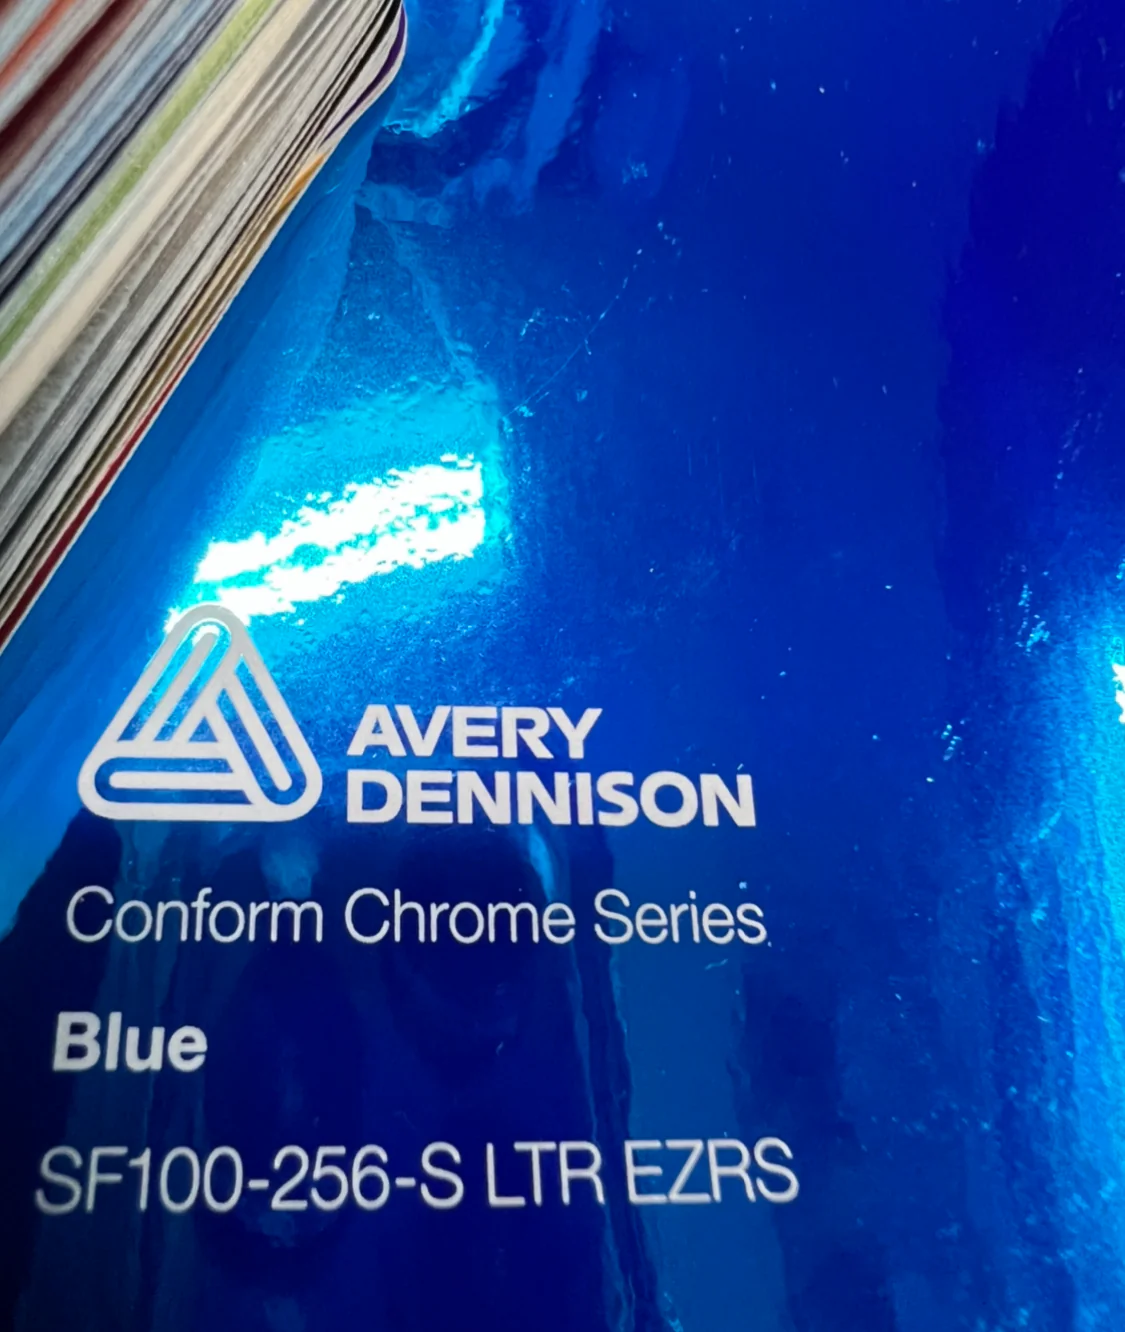 AVERY
DENNISON
Conform Chrome Series
Blue
SF100-256-S LTR EZRS